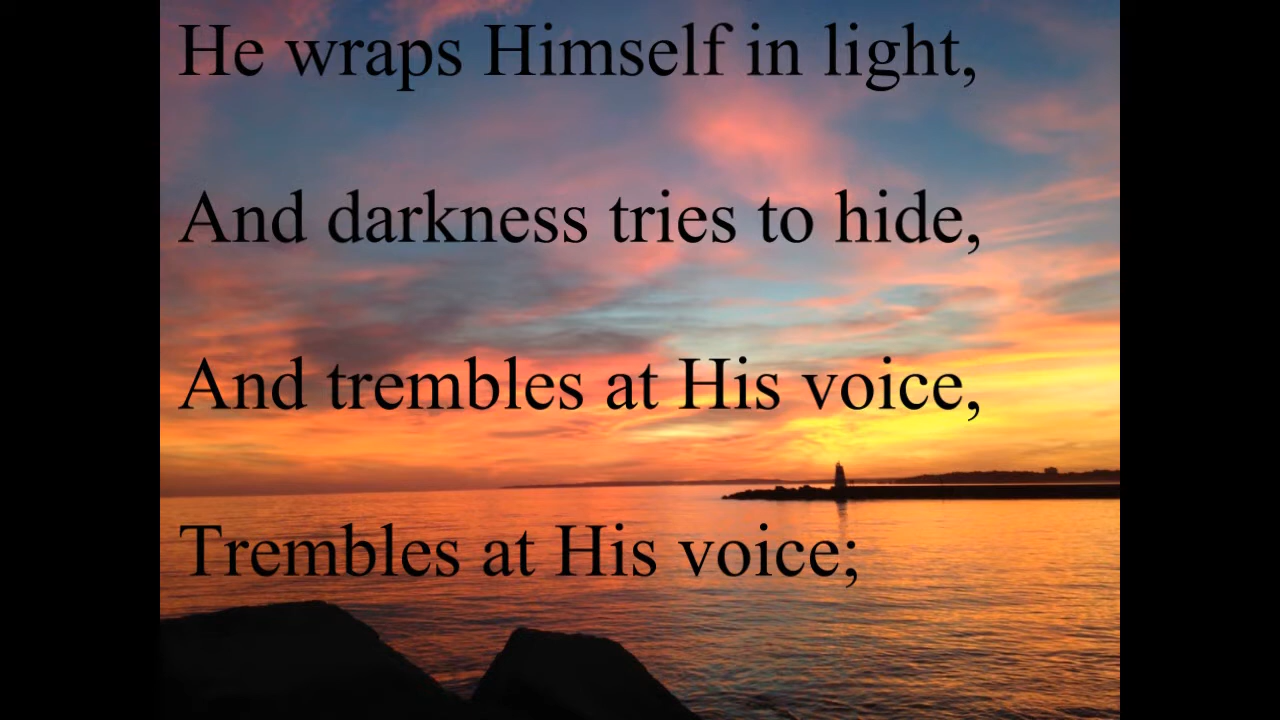 He wraps Himself in light,
And darkness tries to hide,
And trembles at His voice,
Trembles at His voice;